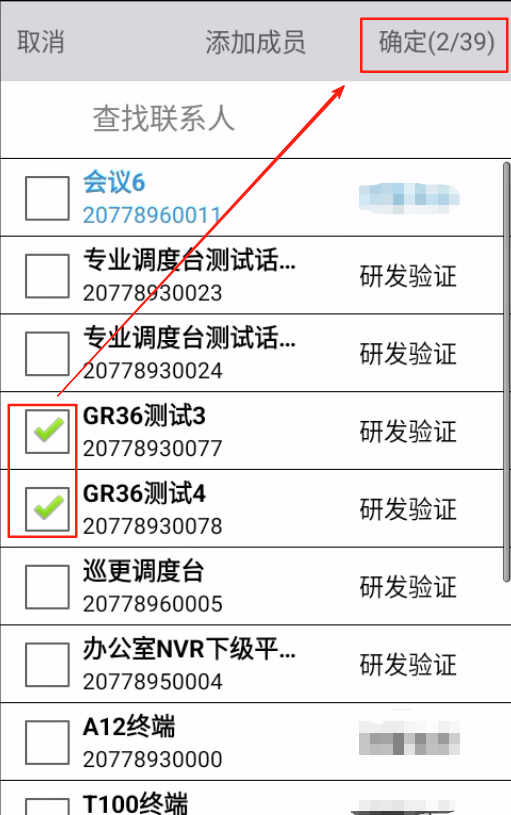 取消 添加成员 确定(2/39)
查找联系人
会议6
20778960011
专业调度台测试话...
20778930023 研发验证
专业调度台测试话...
20778930024 研发验证
GR36测试3
20778930077 研发验证
GR36测试4
20778930078 研发验证
巡更调度台
20778960005 研发验证
办公室NVR下级平...
20778950004 研发验证
A12终端
20778930000
T100终端